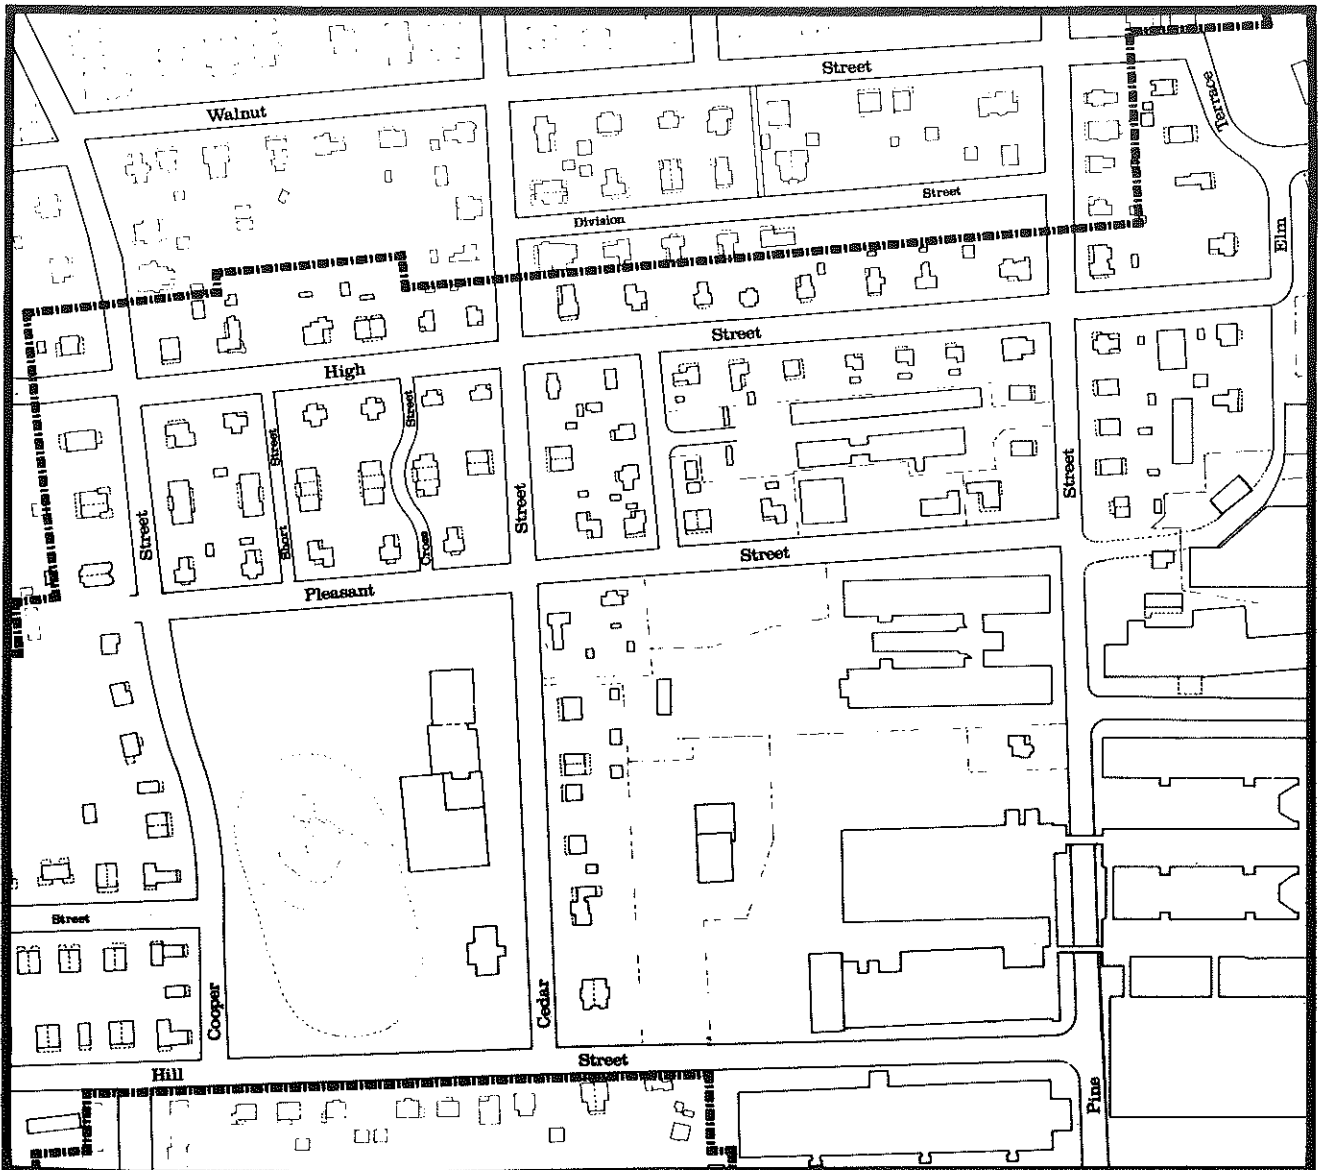 Street
Walnut
Terrace
Street
Division
Elm
Street
High
Street
Street
Street
Street
Street
Short
Cross
Street
Pleasant
Street
Cooper
Cedar
Street
Hill
Pine